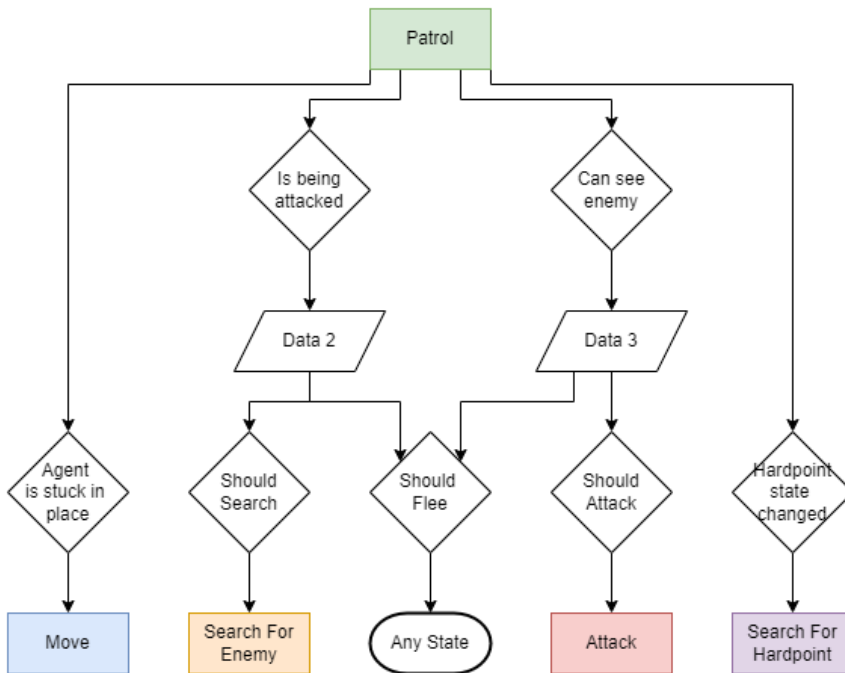 Patrol
Is being
attacked
Can see
enemy
Data 2
Data 3
Agent
is stuck in
place
Should
Search
Should
Flee
Should
Attack
Hardpoint
state
changed
Move
Search For
Enemy
Any State
Attack
Search For
Hardpoint